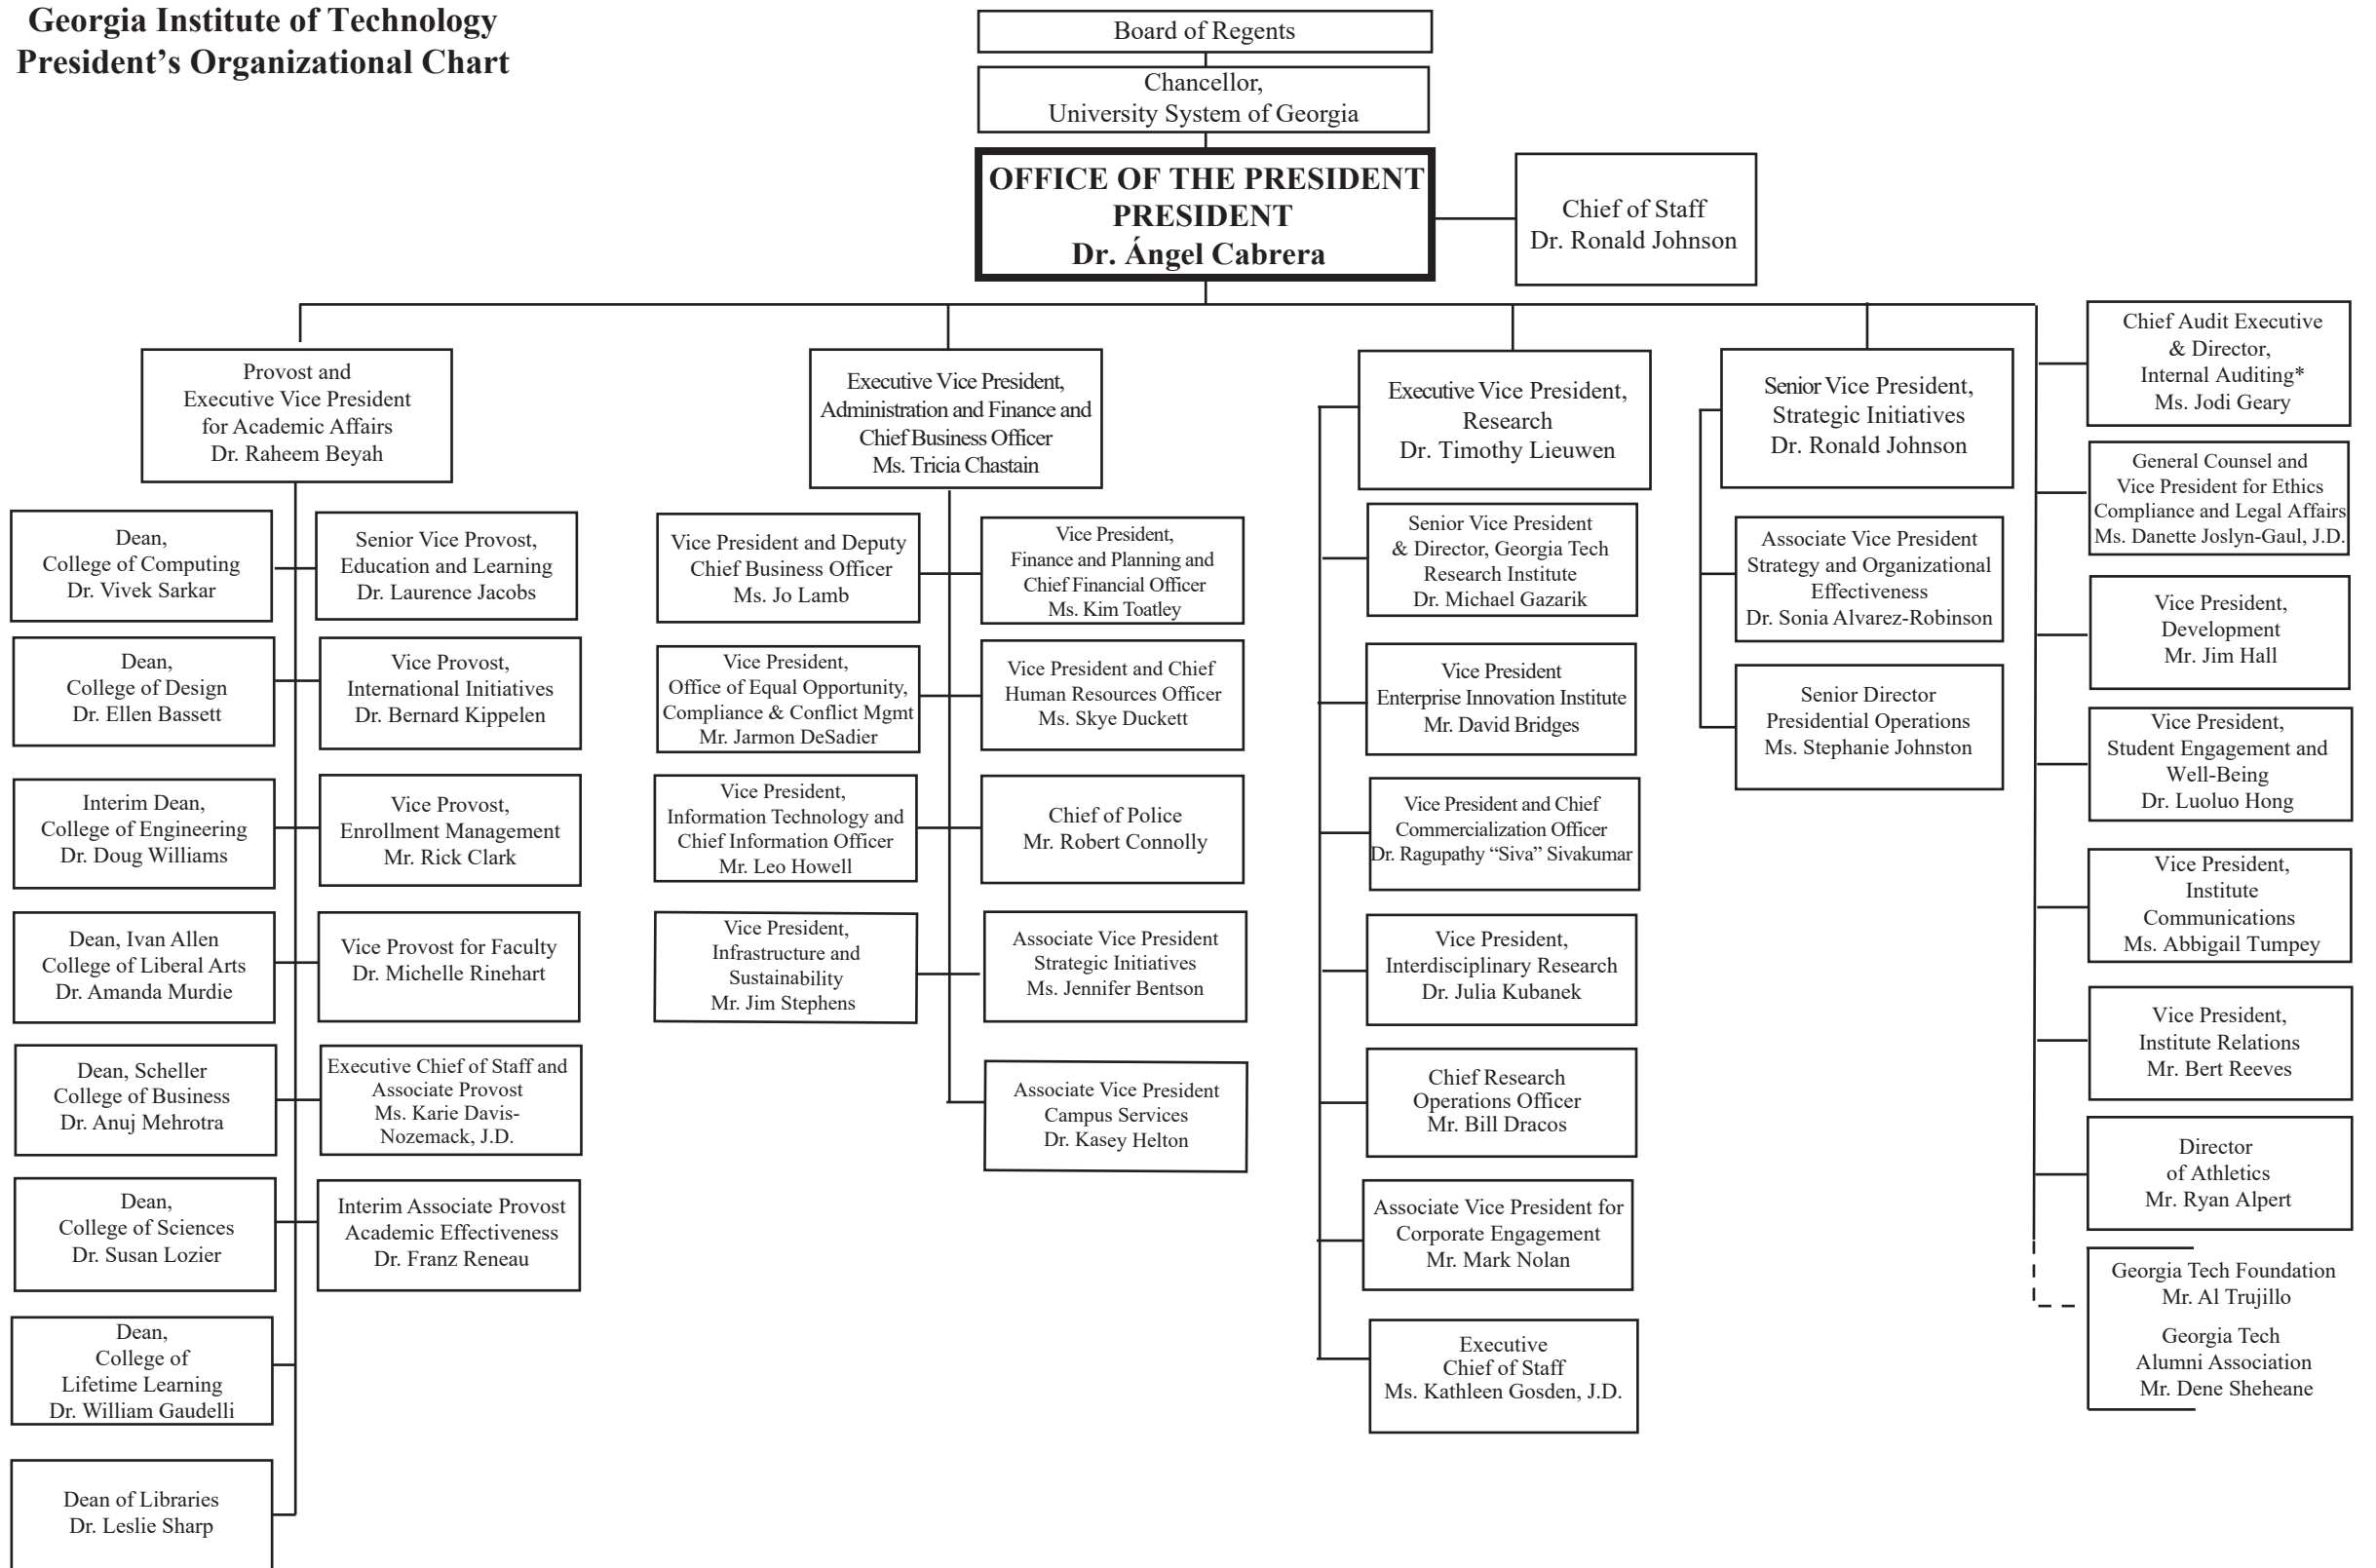 Georgia Institute of Technology
President’s Organizational Chart
Board of Regents
Chancellor,
University System of Georgia
OFFICE OF THE PRESIDENT
PRESIDENT
Dr. Ángel Cabrera
Chief of Staff
Dr. Ronald Johnson
Provost and
Executive Vice President
for Academic Affairs
Dr. Raheem Beyah
Dean,
College of Computing
Dr. Vivek Sarkar
Senior Vice Provost,
Education and Learning
Dr. Laurence Jacobs
Dean,
College of Design
Dr. Ellen Bassett
Vice Provost,
International Initiatives
Dr. Bernard Kippelen
Interim Dean,
College of Engineering
Dr. Doug Williams
Vice Provost,
Enrollment Management
Mr. Rick Clark
Dean, Ivan Allen
College of Liberal Arts
Dr. Amanda Murdie
Vice Provost for Faculty
Dr. Michelle Rinehart
Dean, Scheller
College of Business
Dr. Anuj Mehrotra
Executive Chief of Staff and
Associate Provost
Ms. Karie Davis-
Nozemack, J.D.
Dean,
College of Sciences
Dr. Susan Lozier
Interim Associate Provost
Academic Effectiveness
Dr. Franz Reneau
Dean,
College of
Lifetime Learning
Dr. William Gaudelli
Dean of Libraries
Dr. Leslie Sharp
Executive Vice President,
Administration and Finance and
Chief Business Officer
Ms. Tricia Chastain
Vice President and Deputy
Chief Business Officer
Ms. Jo Lamb
Vice President,
Finance and Planning and
Chief Financial Officer
Ms. Kim Toatley
Vice President,
Office of Equal Opportunity,
Compliance & Conflict Mgmt
Mr. Jarmon DeSadier
Vice President and Chief
Human Resources Officer
Ms. Skye Duckett
Vice President,
Information Technology and
Chief Information Officer
Mr. Leo Howell
Chief of Police
Mr. Robert Connolly
Vice President,
Infrastructure and
Sustainability
Mr. Jim Stephens
Associate Vice President
Strategic Initiatives
Ms. Jennifer Bentson
Associate Vice President
Campus Services
Dr. Kasey Helton
Executive Vice President,
Research
Dr. Timothy Lieuwen
Senior Vice President
& Director, Georgia Tech
Research Institute
Dr. Michael Gazarik
Vice President
Enterprise Innovation Institute
Mr. David Bridges
Vice President and Chief
Commercialization Officer
Dr. Ragupathy “Siva” Sivakumar
Vice President,
Interdisciplinary Research
Dr. Julia Kubanek
Chief Research
Operations Officer
Mr. Bill Dracos
Associate Vice President for
Corporate Engagement
Mr. Mark Nolan
Executive
Chief of Staff
Ms. Kathleen Gosden, J.D.
Senior Vice President,
Strategic Initiatives
Dr. Ronald Johnson
Associate Vice President
Strategy and Organizational
Effectiveness
Dr. Sonia Alvarez-Robinson
Senior Director
Presidential Operations
Ms. Stephanie Johnston
Chief Audit Executive
& Director,
Internal Auditing*
Ms. Jodi Geary
General Counsel and
Vice President for Ethics
Compliance and Legal Affairs
Ms. Danette Joslyn-Gaul, J.D.
Vice President,
Development
Mr. Jim Hall
Vice President,
Student Engagement and
Well-Being
Dr. Luoluo Hong
Vice President,
Institute
Communications
Ms. Abbigail Tumpey
Vice President,
Institute Relations
Mr. Bert Reeves
Director
of Athletics
Mr. Ryan Alpert
Georgia Tech Foundation
Mr. Al Trujillo
Georgia Tech
Alumni Association
Mr. Dene Sheheane